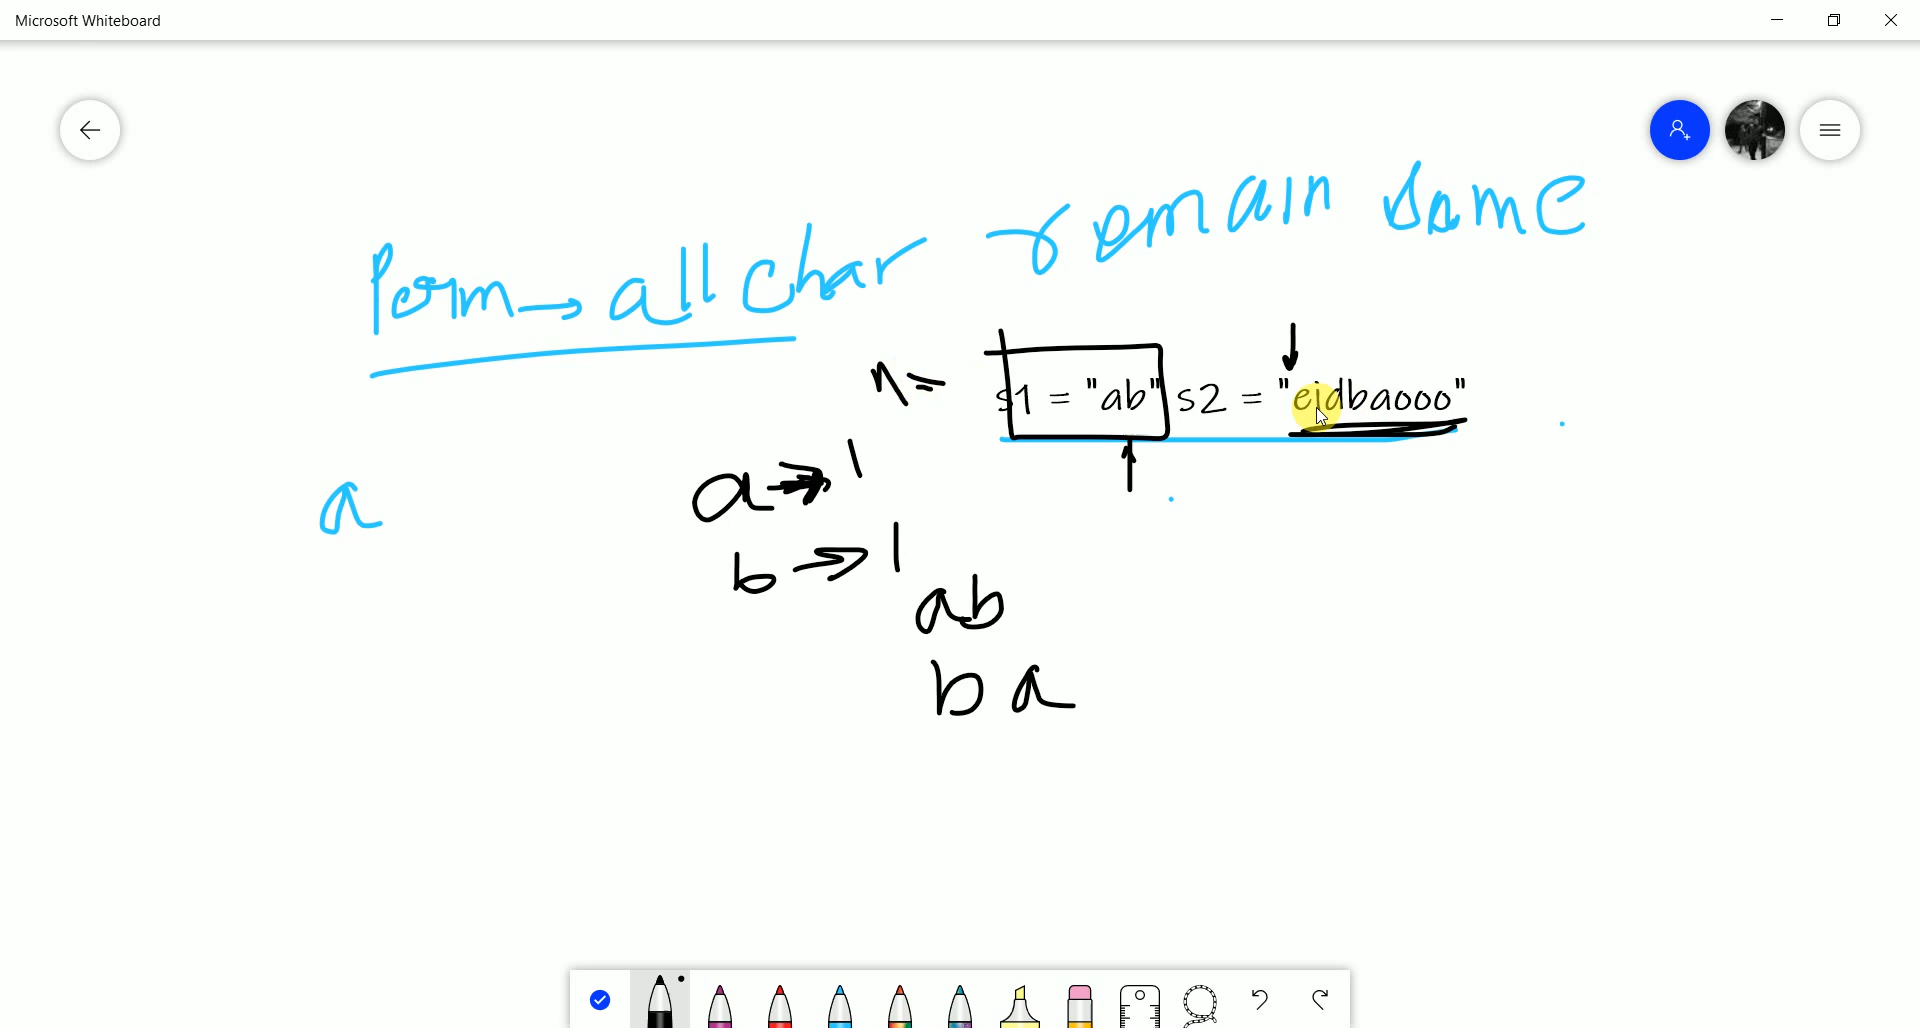 Microsoft Whiteboard
Perm → all char remain same
n =
s1 = "ab" s2 = "eidbaooo"
a → 1
a
b → 1
ab
ba